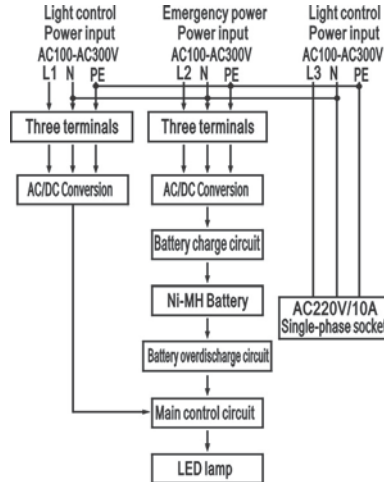 Light control
Power input
AC100-AC300V
L1 N PE
Emergency power
Power input
AC100-AC300V
L2 N PE
Light control
Power input
AC100-AC300V
L3 N PE
Three terminals
Three terminals
AC/DC Conversion
AC/DC Conversion
Battery charge circuit
Ni-MH Battery
AC220V/10A
Single-phase socket
Battery overdischarge circuit
Main control circuit
LED lamp